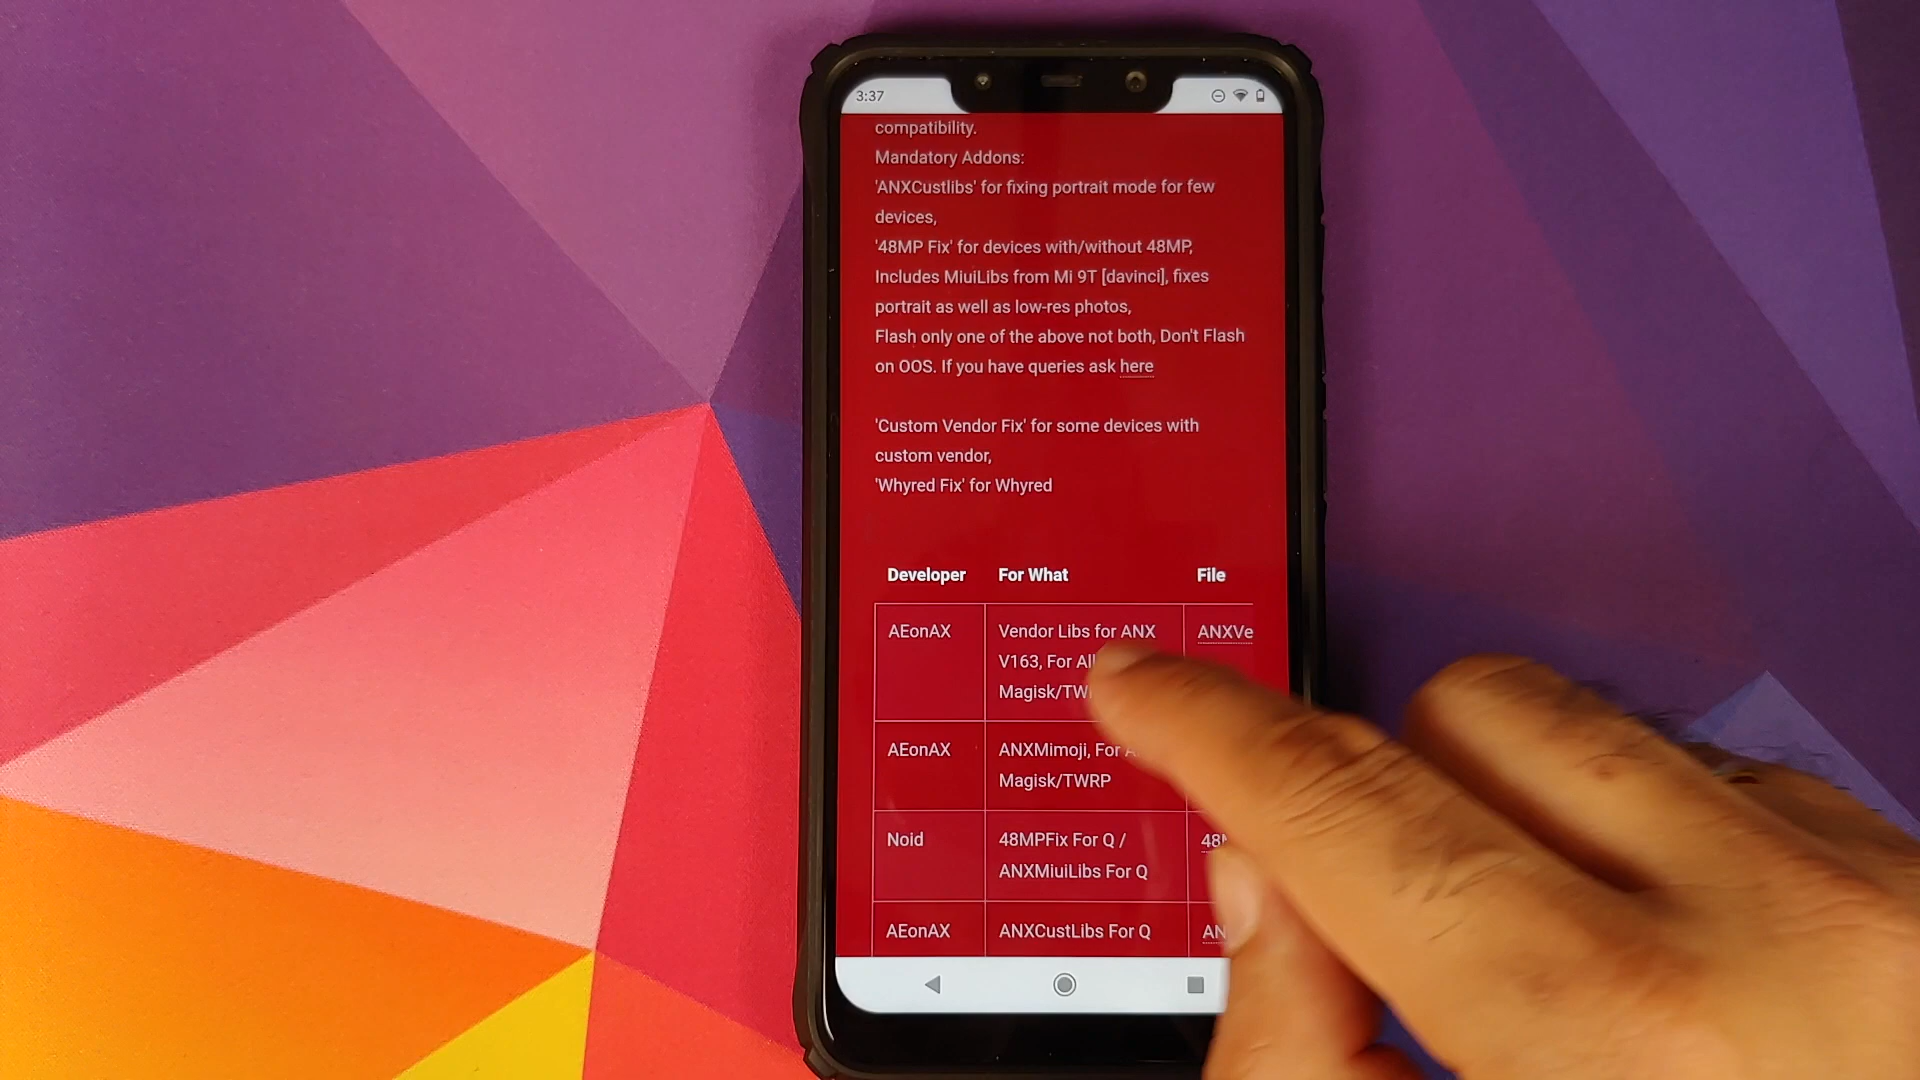 3:37
compatibility.
Mandatory Addons:
'ANXCustlibs' for fixing portrait mode for few
devices,
'48MP Fix' for devices with/without 48MP,
Includes MiuiLibs from Mi 9T [davinci], fixes
portrait as well as low-res photos,
Flash only one of the above not both, Don't Flash
on OOS. If you have queries ask here
'Custom Vendor Fix' for some devices with
custom vendor,
'Whyred Fix' for Whyred
Developer For What File
AEonAX Vendor Libs for ANX ANXVe
V163, For All
Magisk/TW
AEonAX ANXMimoji, For A
Magisk/TWRP
Noid 48MPFix For Q / 48M
ANXMiuiLibs For Q
AEonAX ANXCustLibs For Q AN